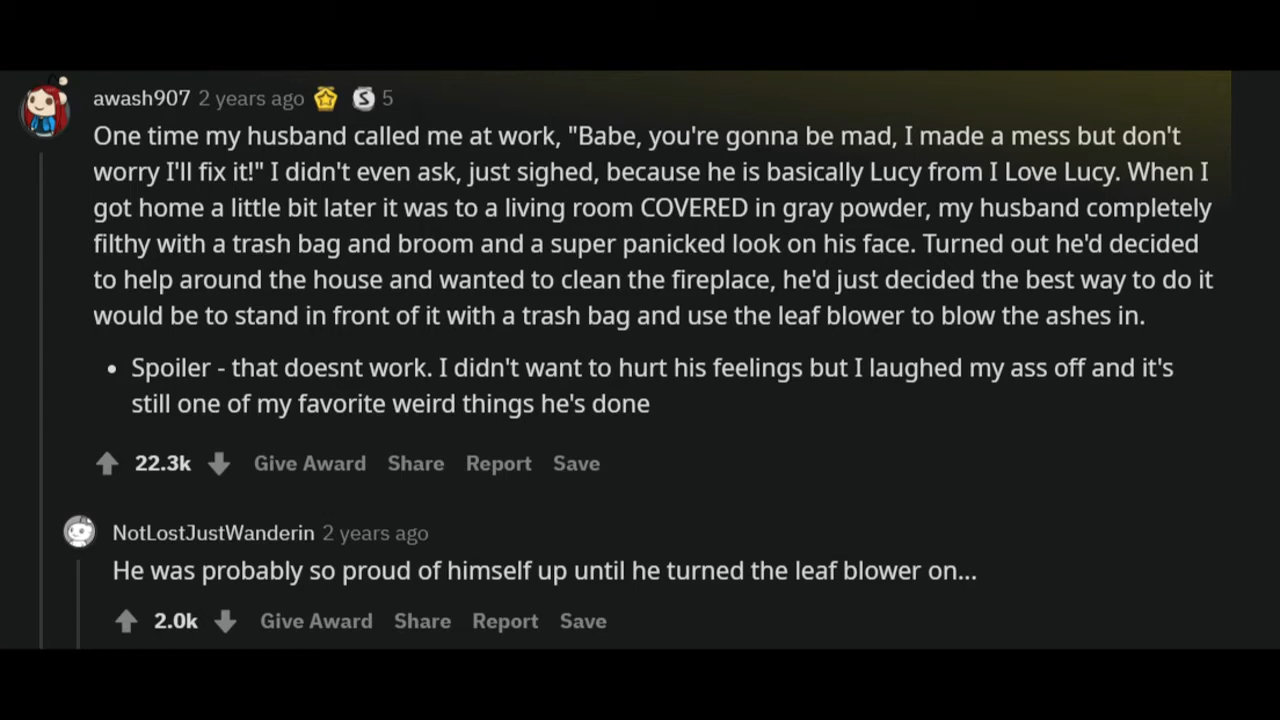 awash907 2 years ago 5
One time my husband called me at work, "Babe, you're gonna be mad, I made a mess but don't
worry I'll fix it!" I didn't even ask, just sighed, because he is basically Lucy from I Love Lucy. When I
got home a little bit later it was to a living room COVERED in gray powder, my husband completely
filthy with a trash bag and broom and a super panicked look on his face. Turned out he'd decided
to help around the house and wanted to clean the fireplace, he'd just decided the best way to do it
would be to stand in front of it with a trash bag and use the leaf blower to blow the ashes in.
• Spoiler - that doesnt work. I didn't want to hurt his feelings but I laughed my ass off and it's
still one of my favorite weird things he's done
22.3k Give Award Share Report Save
NotLostJustWanderin 2 years ago
He was probably so proud of himself up until he turned the leaf blower on...
2.0k Give Award Share Report Save